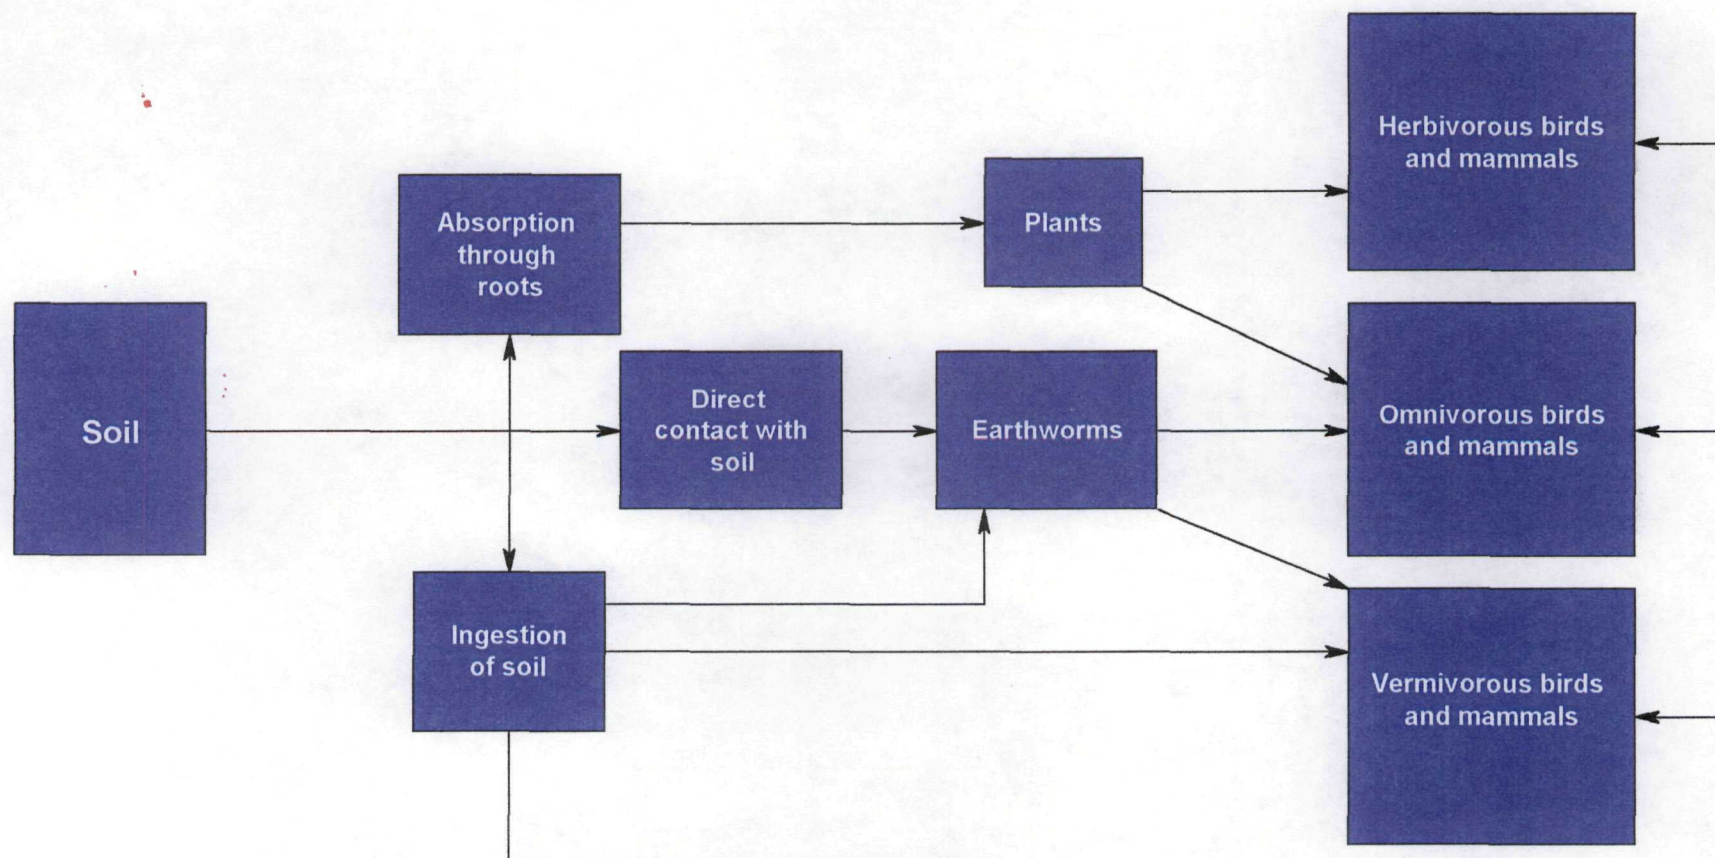 Herbivorous birds
and mammals
Absorption
through
roots
Plants
Soil
Direct
contact with
soil
Earthworms
Omnivorous birds
and mammals
Ingestion
of soil
Vermivorous birds
and mammals